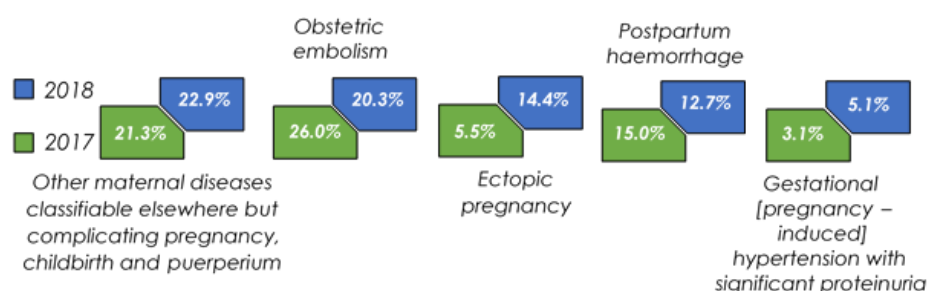 Obstetric
embolism
Postpartum
haemorrhage
2018
22.9%
20.3%
14.4%
12.7%
5.1%
2017
21.3%
26.0%
5.5%
15.0%
3.1%
Other maternal diseases
classifiable elsewhere but
complicating pregnancy,
childbirth and puerperium
Ectopic
pregnancy
Gestational
[pregnancy –
induced]
hypertension with
significant proteinuria